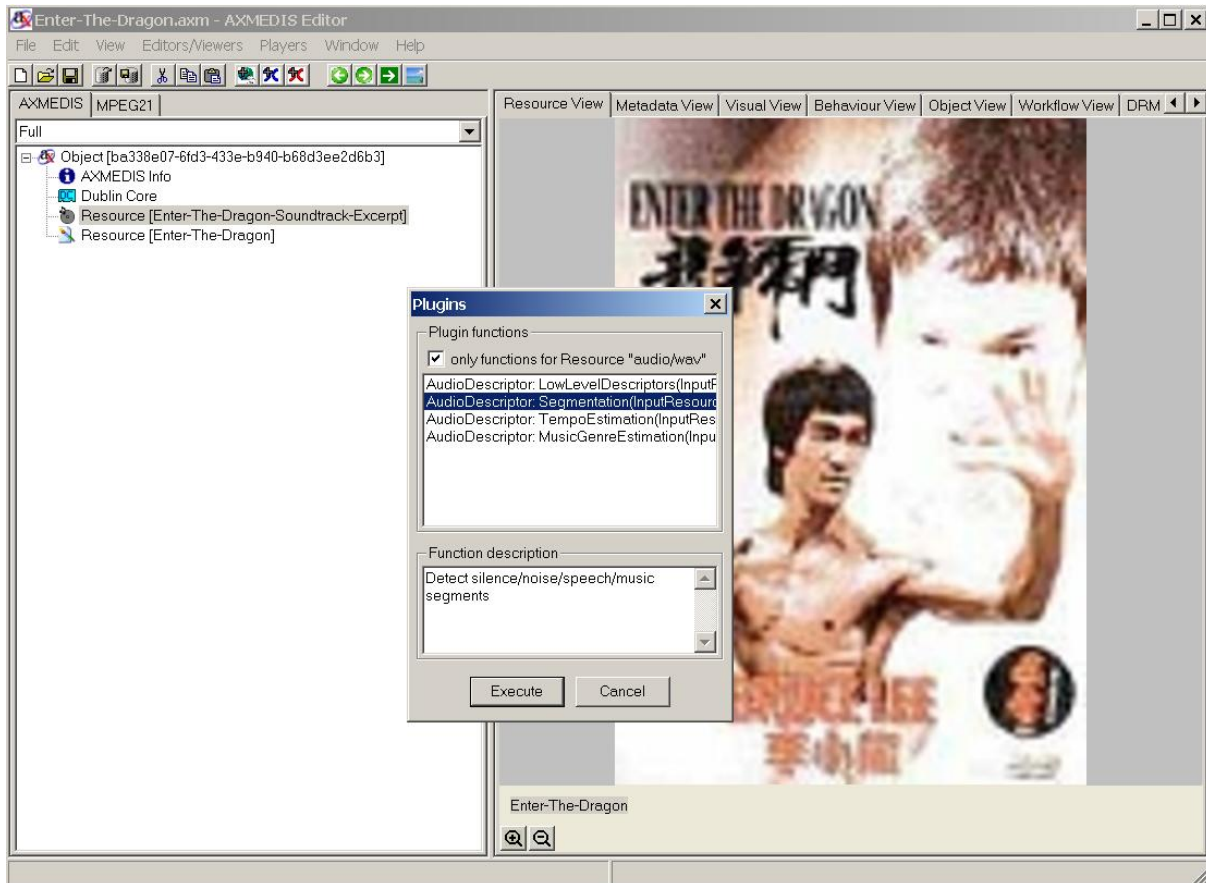 Enter-The-Dragon.axm - AXMEDIS Editor
File Edit View Editors/Viewers Players Window Help
AXMEDIS MPEG21
Full
Object [ba338e07-6fd3-433e-b940-b68d3ee2d6b3]
AXMEDIS Info
Dublin Core
Resource [Enter-The-Dragon-Soundtrack-Excerpt]
Resource [Enter-The-Dragon]
Resource View Metadata View Visual View Behaviour View Object View Workflow View DRM
ENTER THE DRAGON
Plugins
Plugin functions
only functions for Resource "audio/wav"
AudioDescriptor: LowLevelDescriptors(InputF
AudioDescriptor: Segmentation(InputResourc
AudioDescriptor: TempoEstimation(InputRes
AudioDescriptor: MusicGenreEstimation(Inpu
Function description
Detect silence/noise/speech/music
segments
Execute Cancel
LEE
李小龍
Enter-The-Dragon